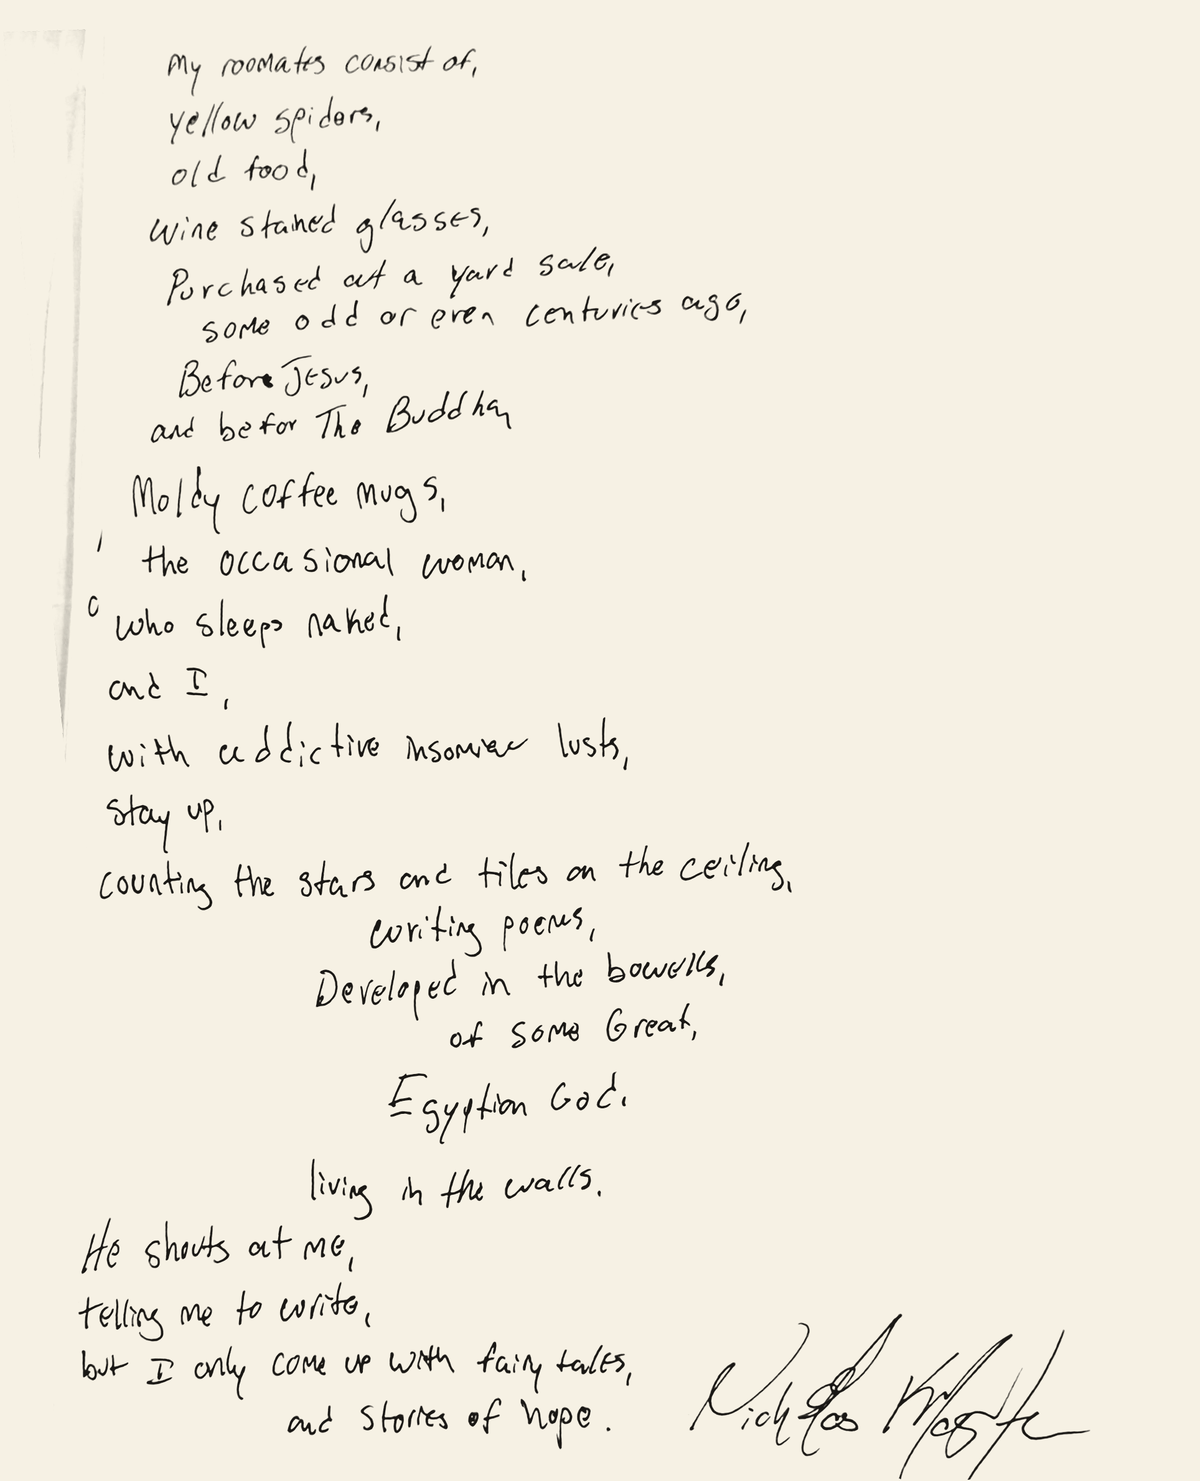 My roomates consist of,
yellow spiders,
old food,
wine stained glasses,
Purchased at a yard sale,
some odd or even centuries ago,
Before Jesus,
and befor The Buddha,
Moldy coffee mugs,
the occasional woman,
who sleeps naked,
and I,
with addictive insomiac lusts,
stay up,
counting the stars and tiles on the ceiling,
writing poems,
Developed in the bowells,
of some Great,
Egyption God.
living in the walls.
He shouts at me,
telling me to write,
but I only come up with fairy tales,
and stories of hope.
Nicholas